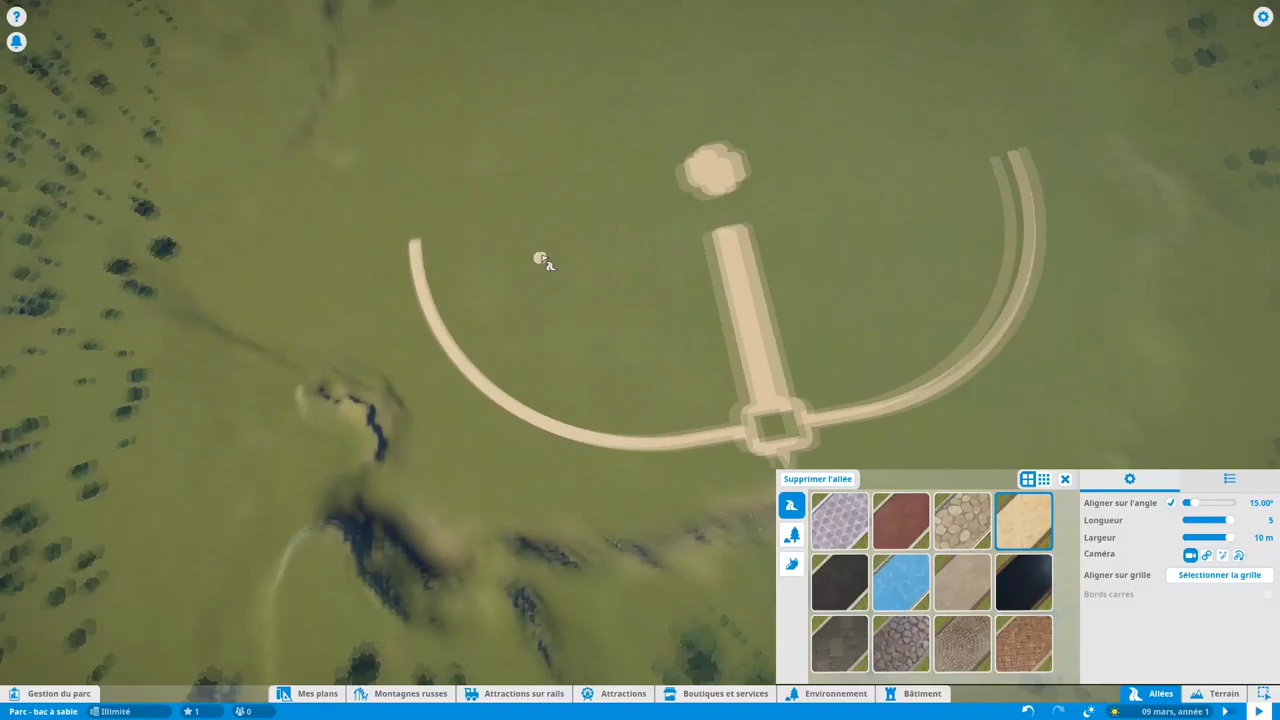 ?
Supprimer l'allée
Aligner sur l'angle 15.00°
Longueur 5
Largeur 10 m
Caméra
Aligner sur grille Sélectionner la grille
Bords carrés
Gestion du parc Mes plans Montagnes russes Attractions sur rails Attractions Boutiques et services Environnement Bâtiment Allées Terrain
Parc - bac à sable Illimité 1 0 09 mars, année 1